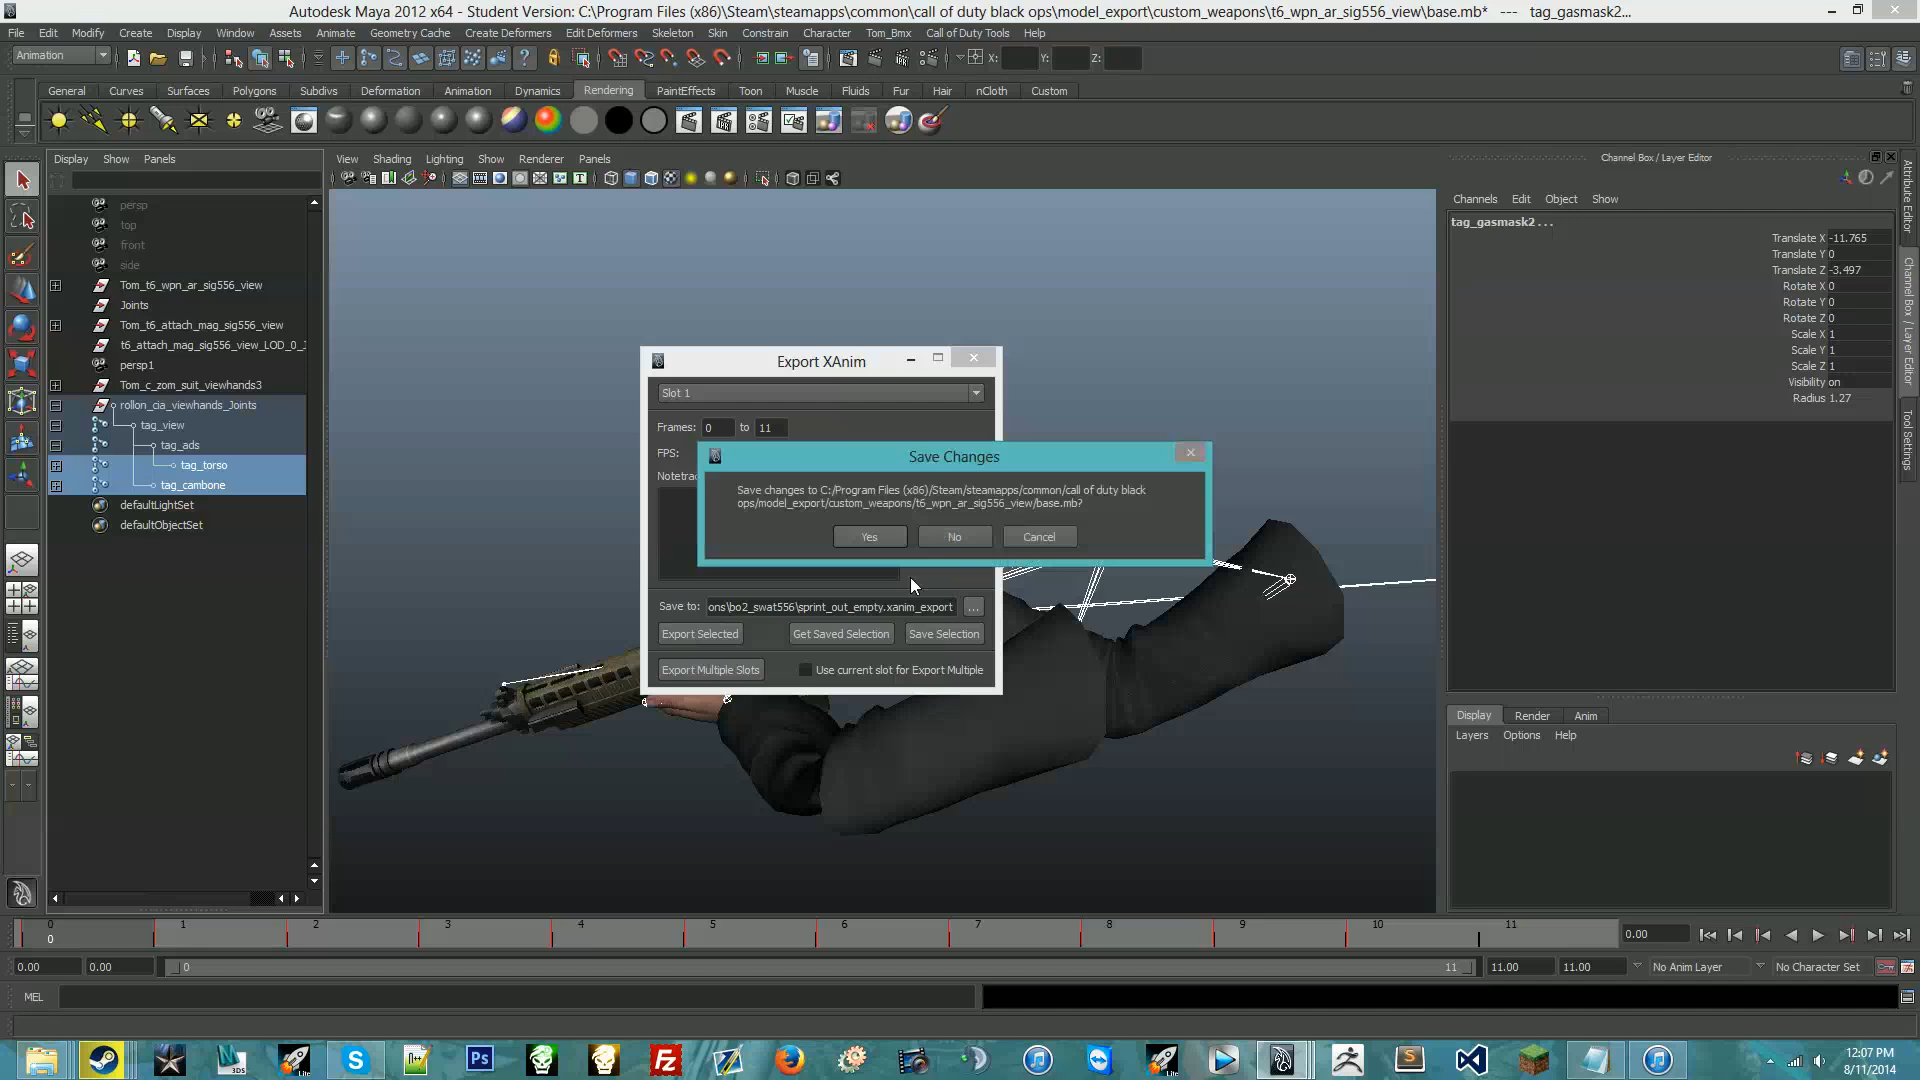 Autodesk Maya 2012 x64 - Student Version: C:\Program Files (x86)\Steam\steamapps\common\call of duty black ops\model_export\custom_weapons\t6_wpn_ar_sig556_view\base.mb* --- tag_gasmask2...
File Edit Modify Create Display Window Assets Animate Geometry Cache Create Deformers Edit Deformers Skeleton Skin Constrain Character Tom_Bmx Call of Duty Tools Help
Animation X: Y: Z:
General Curves Surfaces Polygons Subdivs Deformation Animation Dynamics Rendering PaintEffects Toon Muscle Fluids Fur Hair nCloth Custom
Display Show Panels
View Shading Lighting Show Renderer Panels
Channel Box / Layer Editor
Channels Edit Object Show
persp
top
front
side
Tom_t6_wpn_ar_sig556_view
Joints
Tom_t6_attach_mag_sig556_view
t6_attach_mag_sig556_view_LOD_0_
persp1
Tom_c_zom_suit_viewhands3
rollon_cia_viewhands_Joints
tag_view
tag_ads
tag_torso
tag_cambone
defaultLightSet
defaultObjectSet
Export XAnim
Slot 1
Frames: 0 to 11
FPS:
Notetrac
Save to: ons\bo2_swat556\sprint_out_empty.xanim_export ...
Export Selected Get Saved Selection Save Selection
Export Multiple Slots Use current slot for Export Multiple
Save Changes
Save changes to C:/Program Files (x86)/Steam/steamapps/common/call of duty black
ops/model_export/custom_weapons/t6_wpn_ar_sig556_view/base.mb?
Yes No Cancel
tag_gasmask2...
Translate X -11.765
Translate Y 0
Translate Z -3.497
Rotate X 0
Rotate Y 0
Rotate Z 0
Scale X 1
Scale Y 1
Scale Z 1
Visibility on
Radius 1.27
Attribute Editor
Channel Box / Layer Editor
Tool Settings
Display Render Anim
Layers Options Help
0 1 2 3 4 5 6 7 8 9 10 11
0
0.00
0.00 0.00 0 11 11.00 11.00 No Anim Layer No Character Set
MEL
12:07 PM
8/11/2014